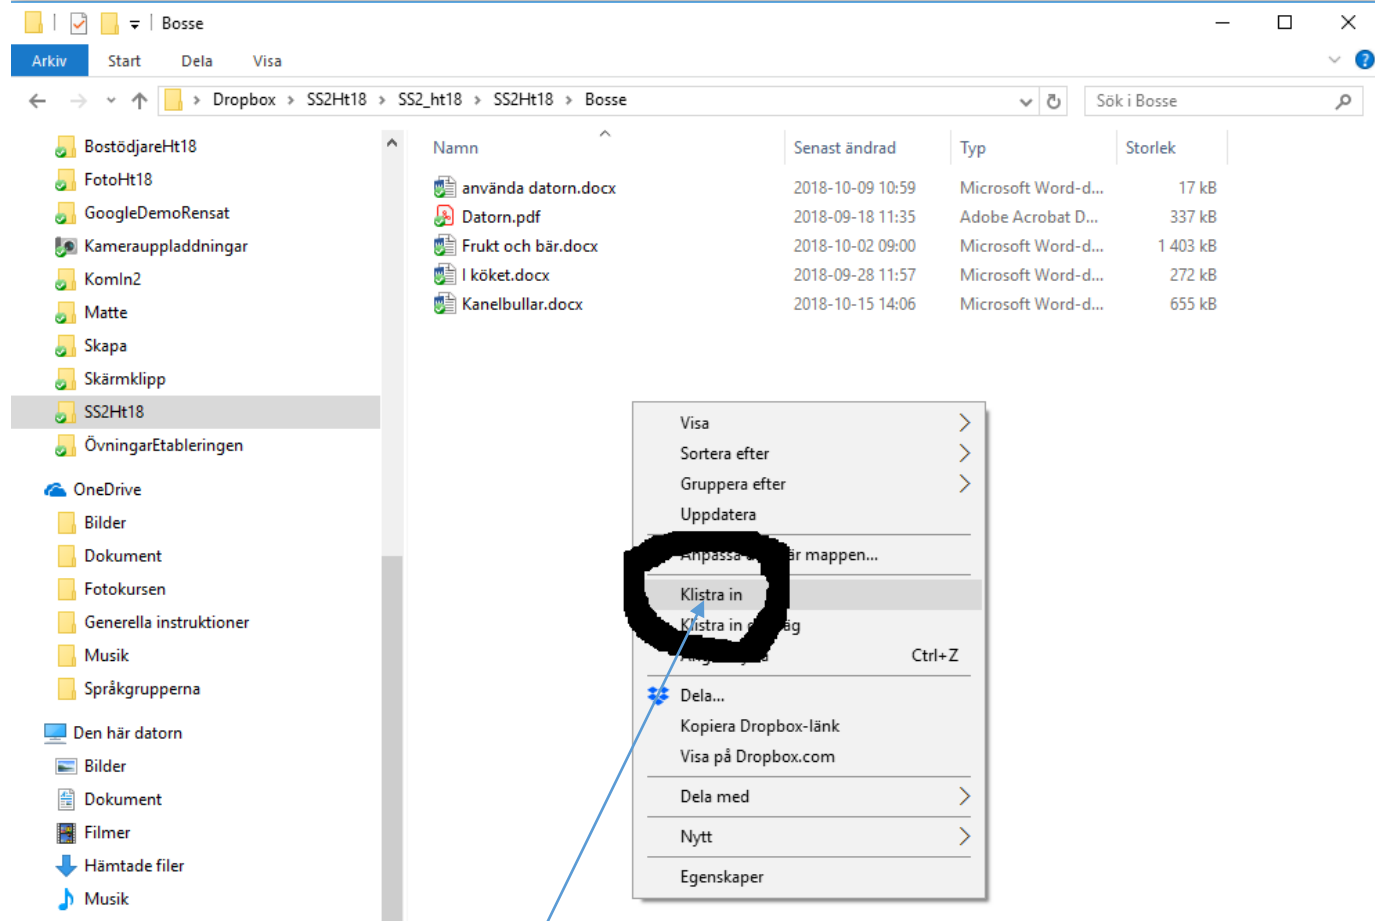 Bosse
Arkiv Start Dela Visa
Dropbox > SS2Ht18 > SS2_ht18 > SS2Ht18 > Bosse
Sök i Bosse
BostödjareHt18
FotoHt18
GoogleDemoRensat
Kamerauppladdningar
KomIn2
Matte
Skapa
Skärmklipp
SS2Ht18
ÖvningarEtableringen
OneDrive
Bilder
Dokument
Fotokursen
Generella instruktioner
Musik
Språkgrupperna
Den här datorn
Bilder
Dokument
Filmer
Hämtade filer
Musik
Namn Senast ändrad Typ Storlek
använda datorn.docx 2018-10-09 10:59 Microsoft Word-d... 17 kB
Datorn.pdf 2018-09-18 11:35 Adobe Acrobat D... 337 kB
Frukt och bär.docx 2018-10-02 09:00 Microsoft Word-d... 1 403 kB
I köket.docx 2018-09-28 11:57 Microsoft Word-d... 272 kB
Kanelbullar.docx 2018-10-15 14:06 Microsoft Word-d... 655 kB
Visa
Sortera efter
Gruppera efter
Uppdatera
Anpassa mappen...
Klistra in
Klistra in
Ctrl+Z
Dela...
Kopiera Dropbox-länk
Visa på Dropbox.com
Dela med
Nytt
Egenskaper